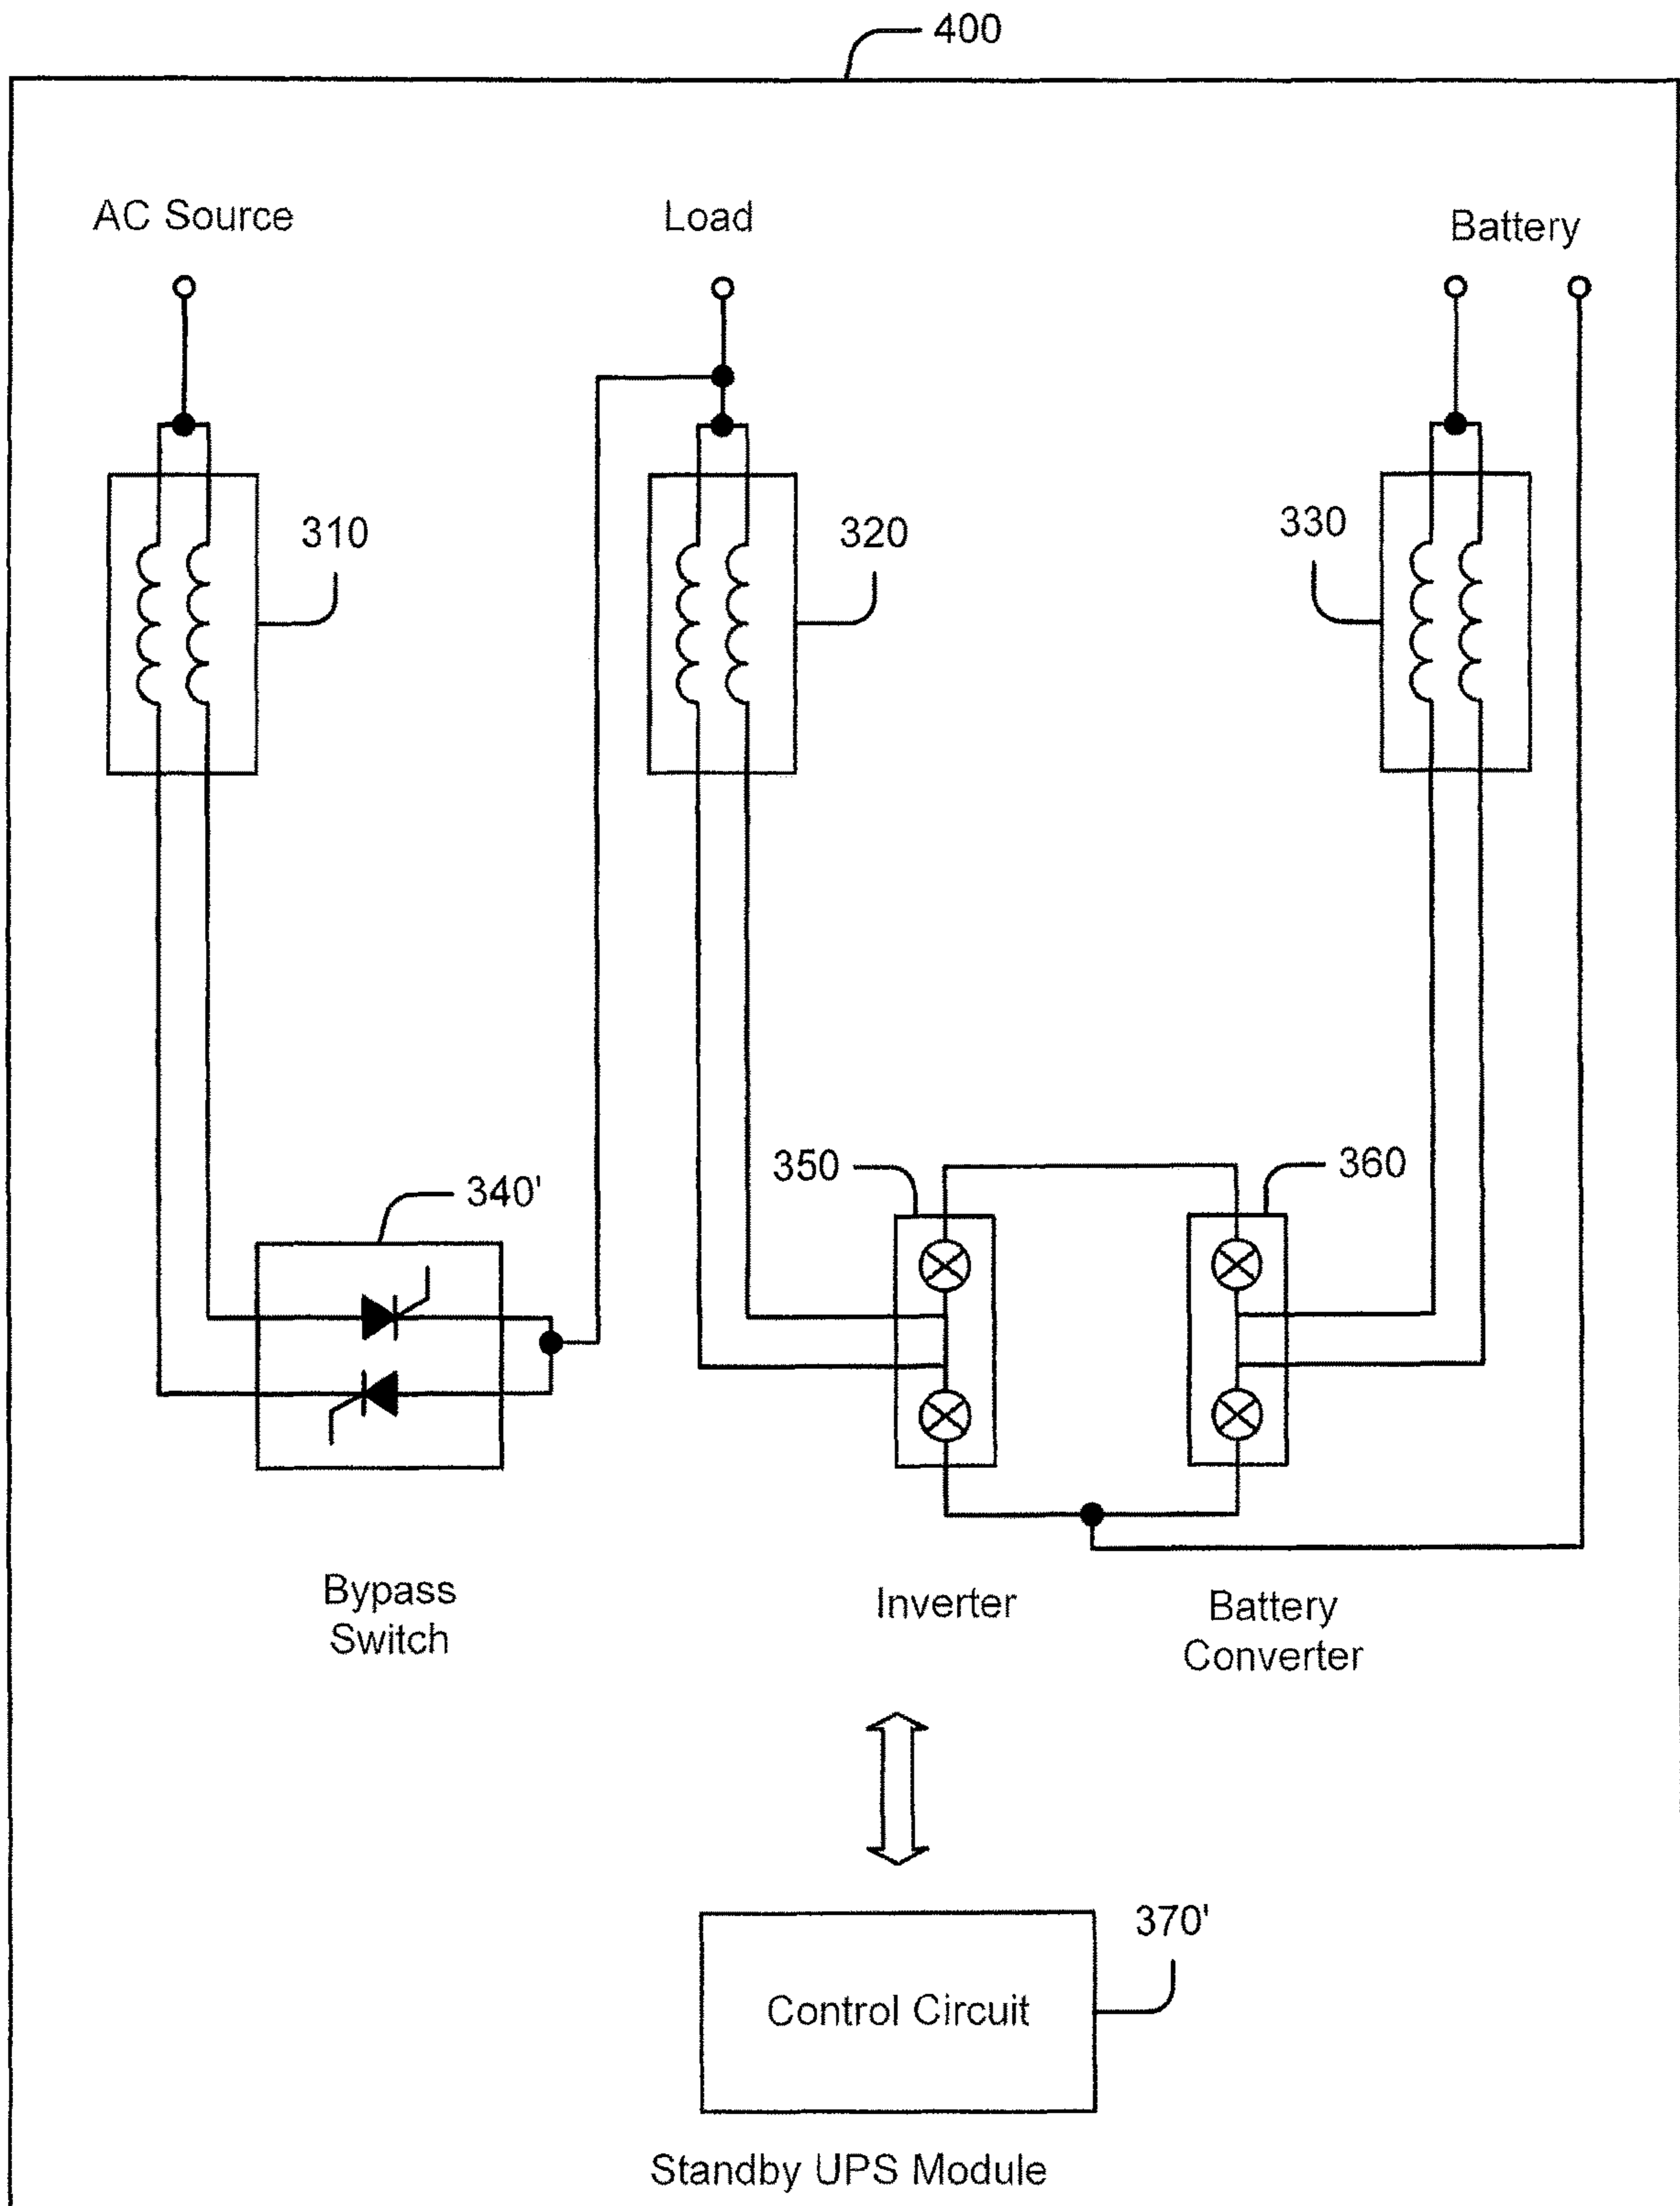 400
AC Source
Load
Battery
310
320
330
350
360
340'
Bypass
Switch
Inverter
Battery
Converter
370'
Control Circuit
Standby UPS Module